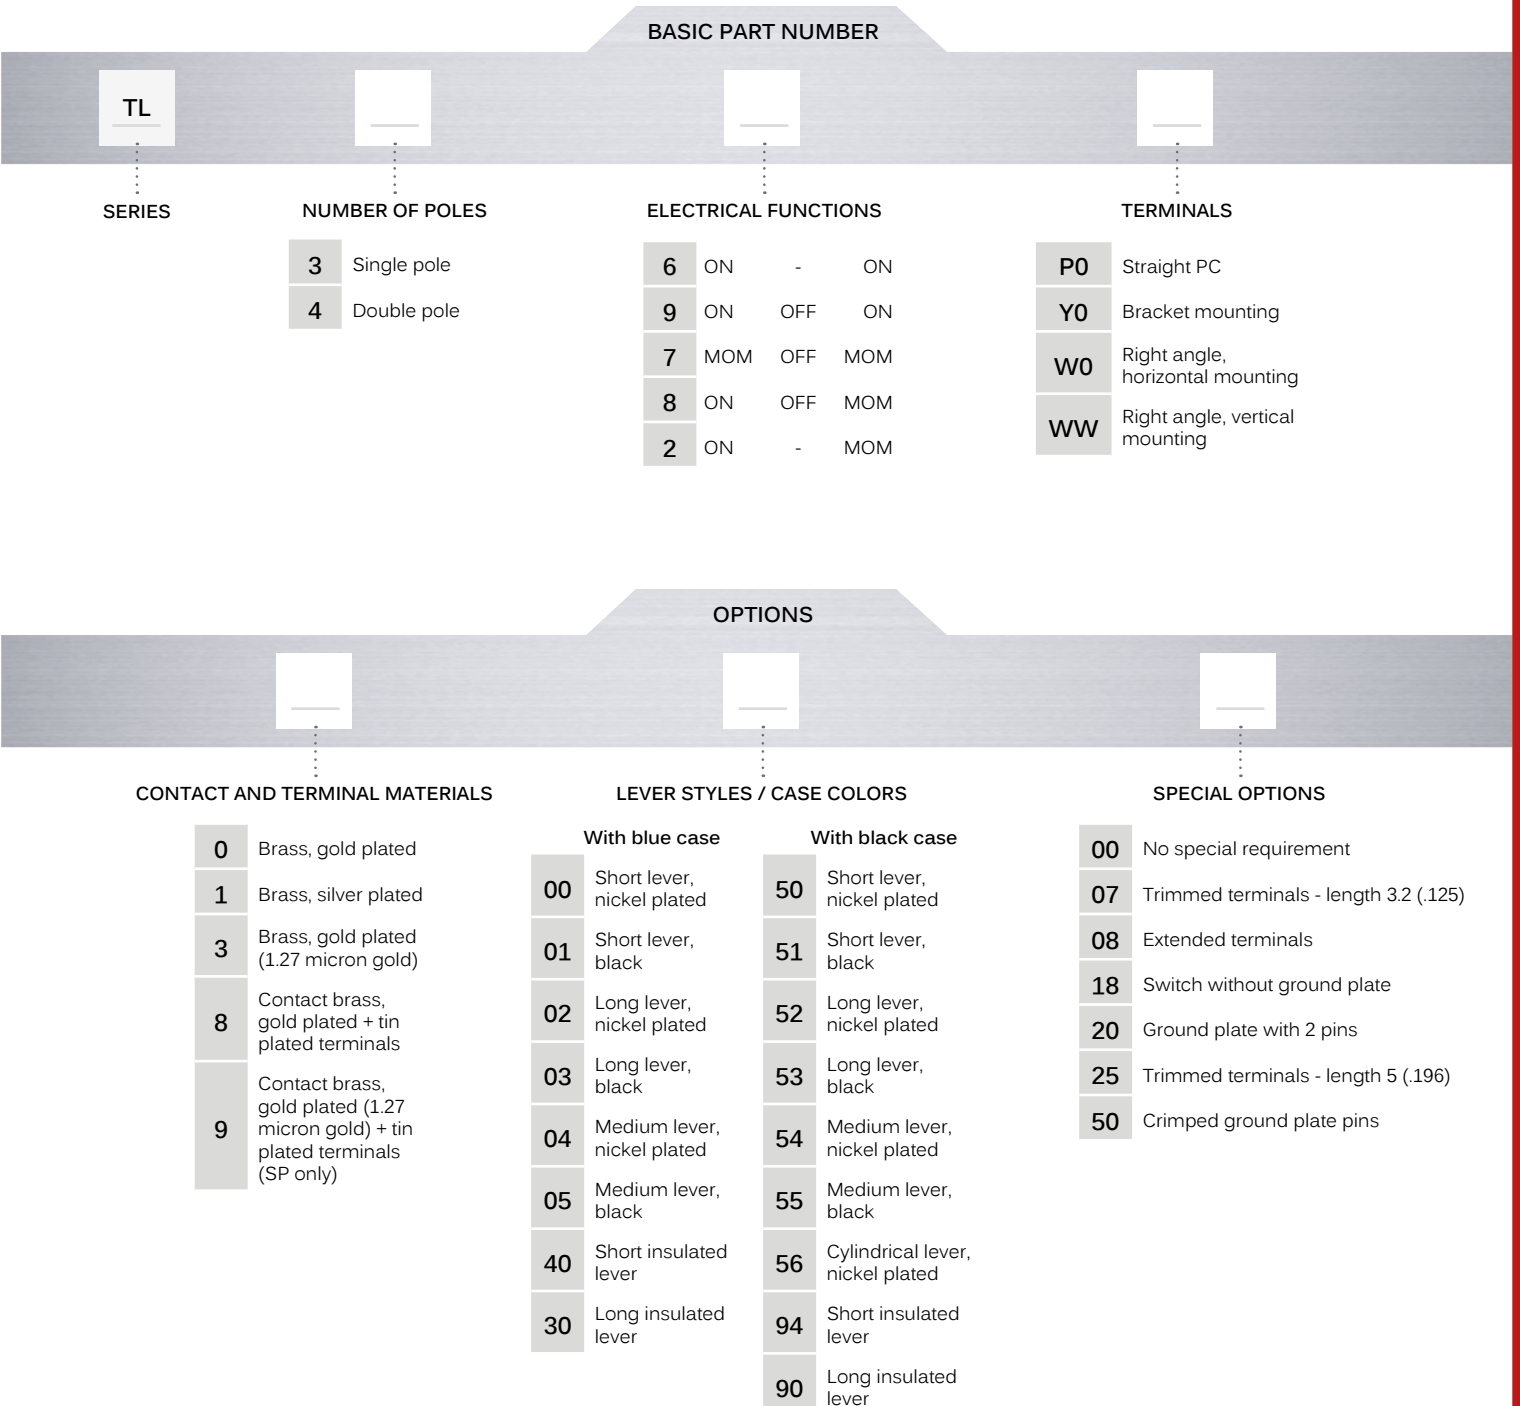 BASIC PART NUMBER
TL
SERIES
NUMBER OF POLES
3 Single pole
4 Double pole
ELECTRICAL FUNCTIONS
6 ON - ON
9 ON OFF ON
7 MOM OFF MOM
8 ON OFF MOM
2 ON - MOM
TERMINALS
P0 Straight PC
Y0 Bracket mounting
W0 Right angle,
horizontal mounting
WW Right angle, vertical
mounting
OPTIONS
CONTACT AND TERMINAL MATERIALS
0 Brass, gold plated
1 Brass, silver plated
3 Brass, gold plated
(1.27 micron gold)
8 Contact brass,
gold plated + tin
plated terminals
9 Contact brass,
gold plated (1.27
micron gold) + tin
plated terminals
(SP only)
LEVER STYLES / CASE COLORS
With blue case
00 Short lever,
nickel plated
01 Short lever,
black
02 Long lever,
nickel plated
03 Long lever,
black
04 Medium lever,
nickel plated
05 Medium lever,
black
40 Short insulated
lever
30 Long insulated
lever
With black case
50 Short lever,
nickel plated
51 Short lever,
black
52 Long lever,
nickel plated
53 Long lever,
black
54 Medium lever,
nickel plated
55 Medium lever,
black
56 Cylindrical lever,
nickel plated
94 Short insulated
lever
90 Long insulated
lever
SPECIAL OPTIONS
00 No special requirement
07 Trimmed terminals - length 3.2 (.125)
08 Extended terminals
18 Switch without ground plate
20 Ground plate with 2 pins
25 Trimmed terminals - length 5 (.196)
50 Crimped ground plate pins